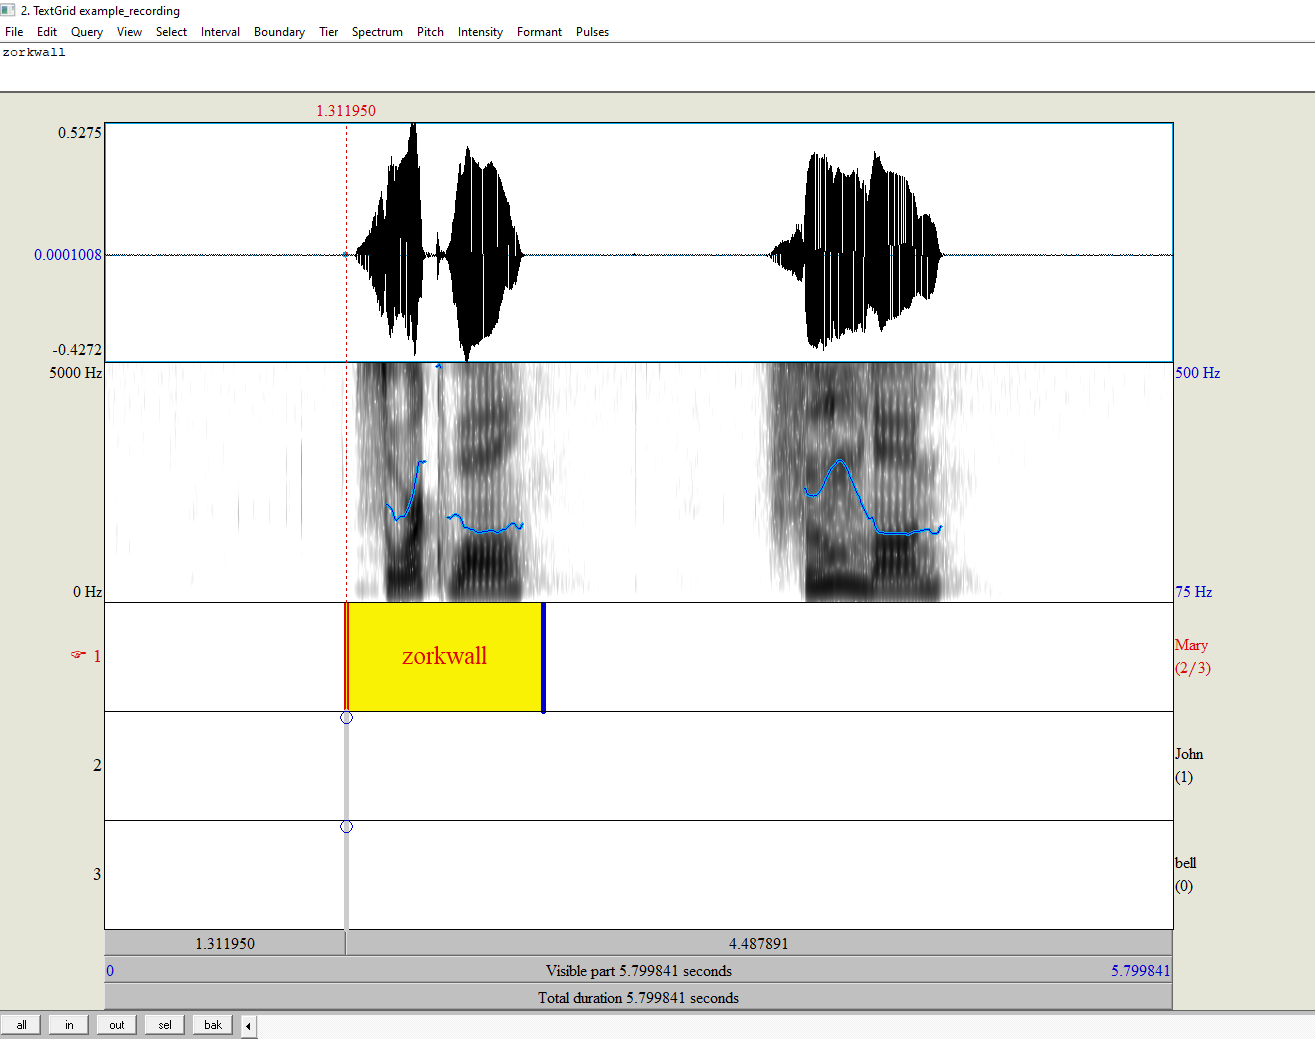 2. TextGrid example_recording
File Edit Query View Select Interval Boundary Tier Spectrum Pitch Intensity Formant Pulses
zorkwall
1.311950
0.5275
0.0001008
-0.4272
5000 Hz 500 Hz
0 Hz 75 Hz
☞ 1 zorkwall Mary
(2/3)
2 John
(1)
3 bell
(0)
1.311950 4.487891
0 Visible part 5.799841 seconds 5.799841
Total duration 5.799841 seconds
all in out sel bak